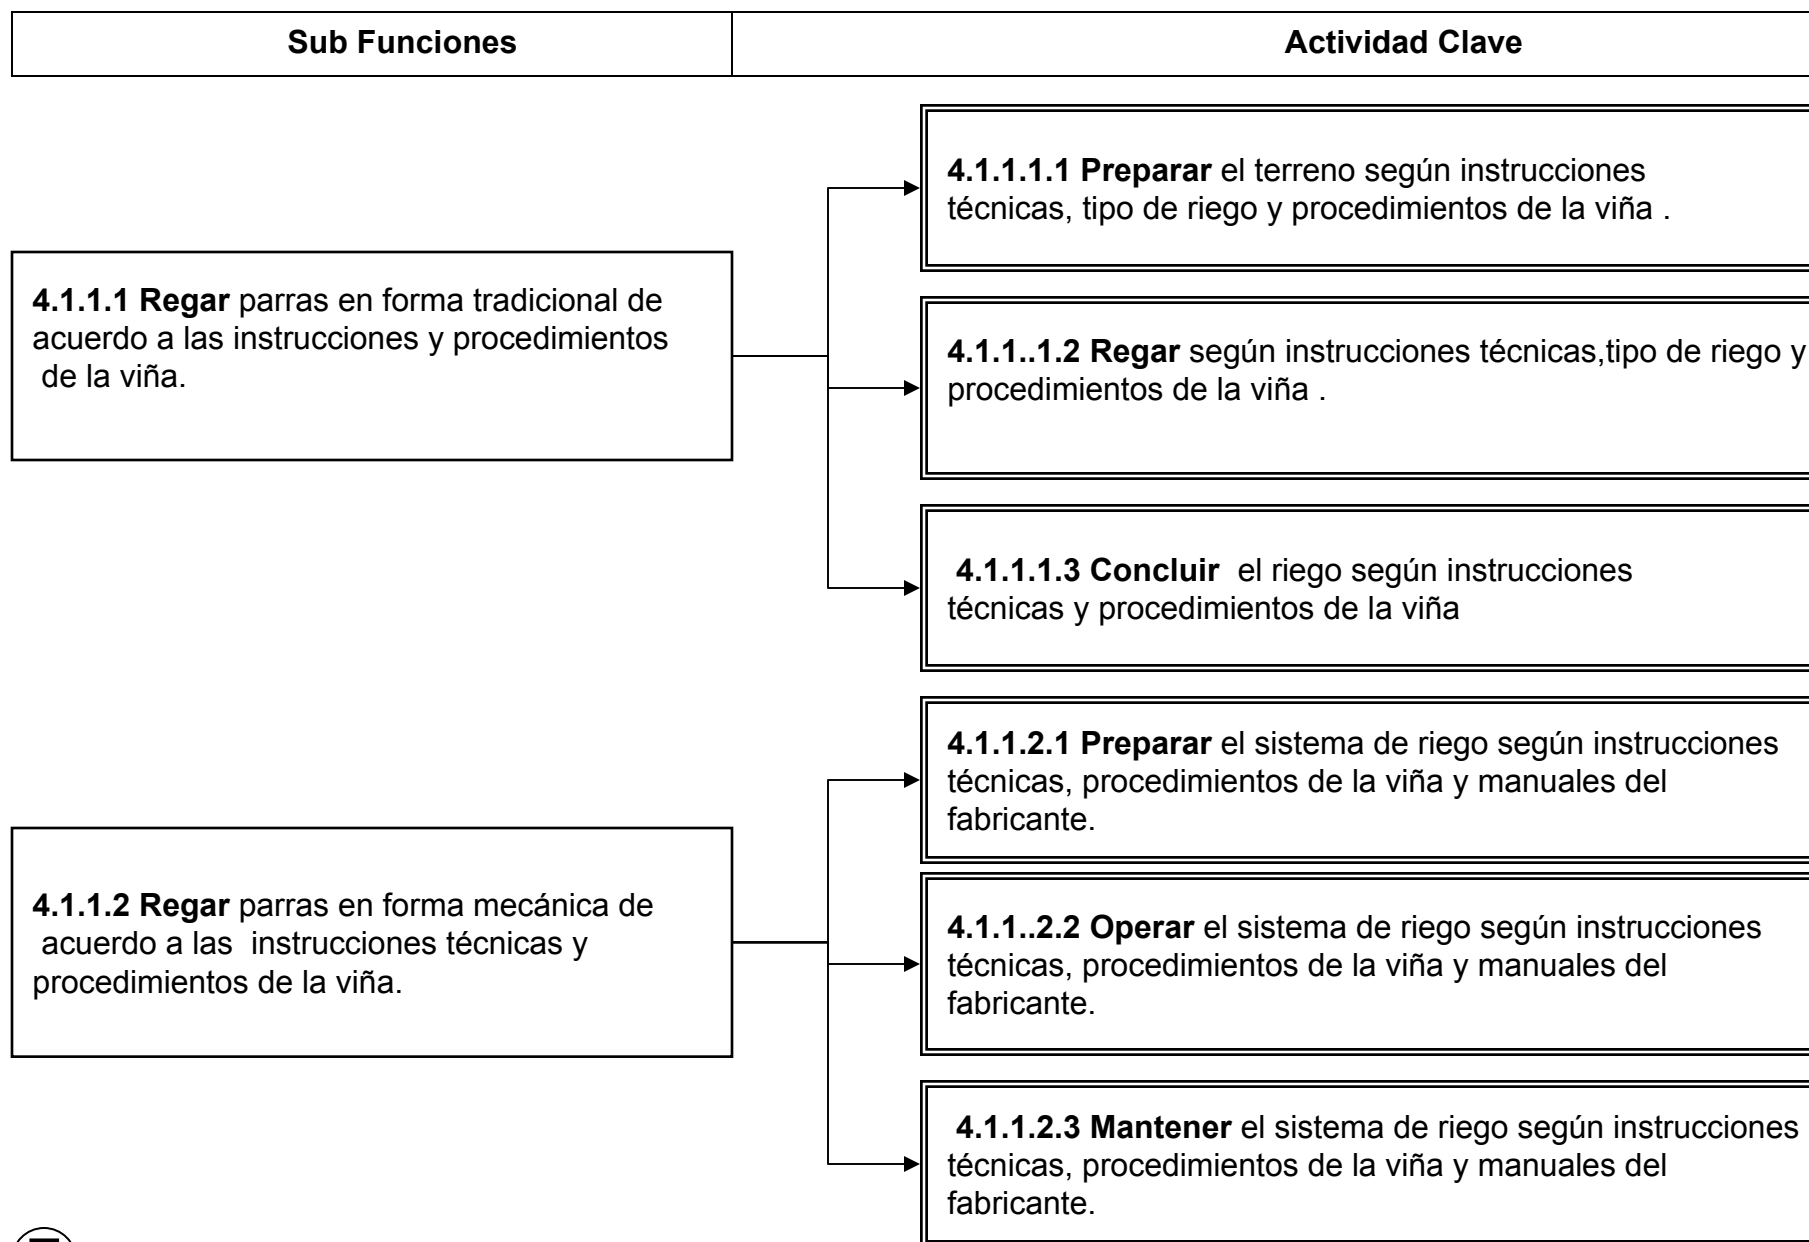 Sub Funciones
Actividad Clave
4.1.1.1 Regar parras en forma tradicional de
acuerdo a las instrucciones y procedimientos
de la viña.
4.1.1.1.1 Preparar el terreno según instrucciones
técnicas, tipo de riego y procedimientos de la viña .
4.1.1..1.2 Regar según instrucciones técnicas,tipo de riego y
procedimientos de la viña .
4.1.1.1.3 Concluir  el riego según instrucciones
técnicas y procedimientos de la viña
4.1.1.2 Regar parras en forma mecánica de
acuerdo a las  instrucciones técnicas y
procedimientos de la viña.
4.1.1.2.1 Preparar el sistema de riego según instrucciones
técnicas, procedimientos de la viña y manuales del
fabricante.
4.1.1..2.2 Operar el sistema de riego según instrucciones
técnicas, procedimientos de la viña y manuales del
fabricante.
4.1.1.2.3 Mantener el sistema de riego según instrucciones
técnicas, procedimientos de la viña y manuales del
fabricante.